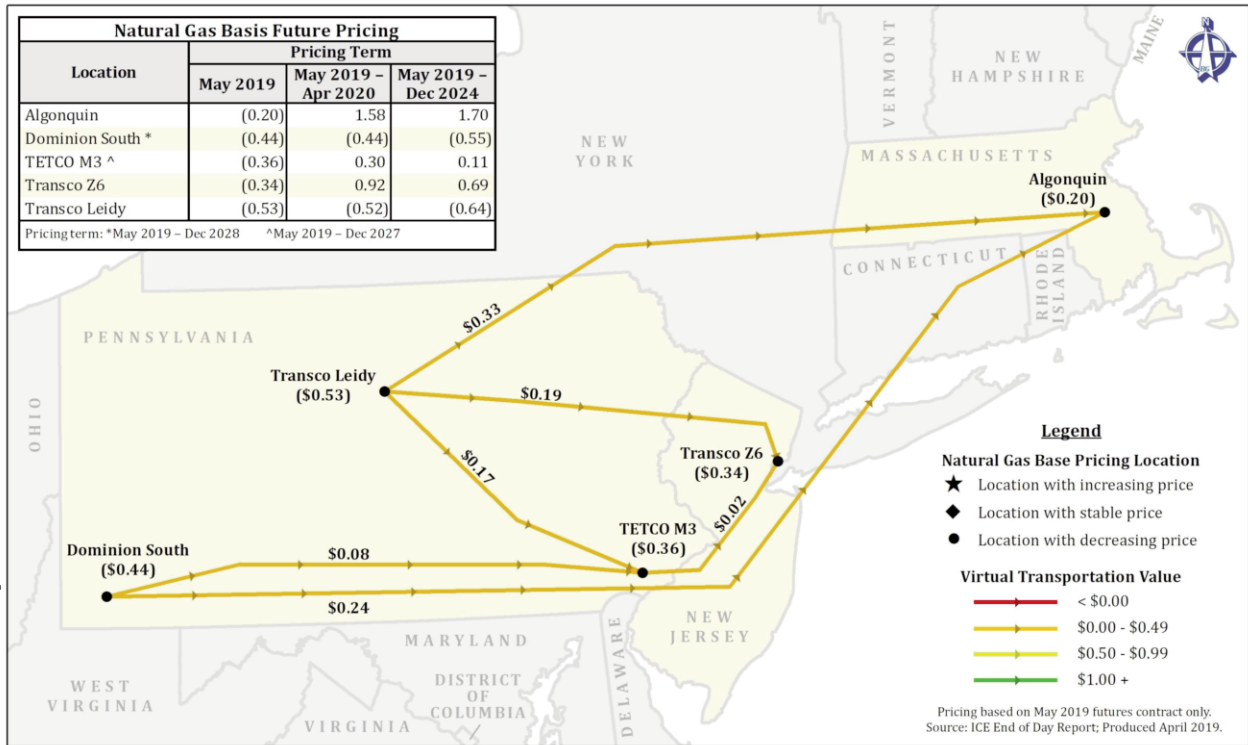 Natural Gas Basis Future Pricing
Location
Pricing Term
May 2019
May 2019 –
Apr 2020
May 2019 –
Dec 2024
Algonquin (0.20) 1.58 1.70
Dominion South * (0.44) (0.44) (0.55)
TETCO M3 ^ (0.36) 0.30 0.11
Transco Z6 (0.34) 0.92 0.69
Transco Leidy (0.53) (0.52) (0.64)
Pricing term: *May 2019 – Dec 2028 ^May 2019 – Dec 2027
MAINE
VERMONT
NEW
HAMPSHIRE
NEW
YORK
MASSACHUSETTS
Algonquin
($0.20)
CONNECTICUT
RHODE
ISLAND
PENNSYLVANIA
$0.33
Transco Leidy
($0.53)
$0.19
OHIO
$0.17
Transco Z6
($0.34)
$0.02
TETCO M3
($0.36)
Dominion South
($0.44)
$0.08
$0.24
NEW
JERSEY
MARYLAND
DELAWARE
WEST
VIRGINIA
DISTRICT
OF
COLUMBIA
VIRGINIA
Legend
Natural Gas Base Pricing Location
Location with increasing price
Location with stable price
Location with decreasing price
Virtual Transportation Value
< $0.00
$0.00 - $0.49
$0.50 - $0.99
$1.00 +
Pricing based on May 2019 futures contract only.
Source: ICE End of Day Report; Produced April 2019.